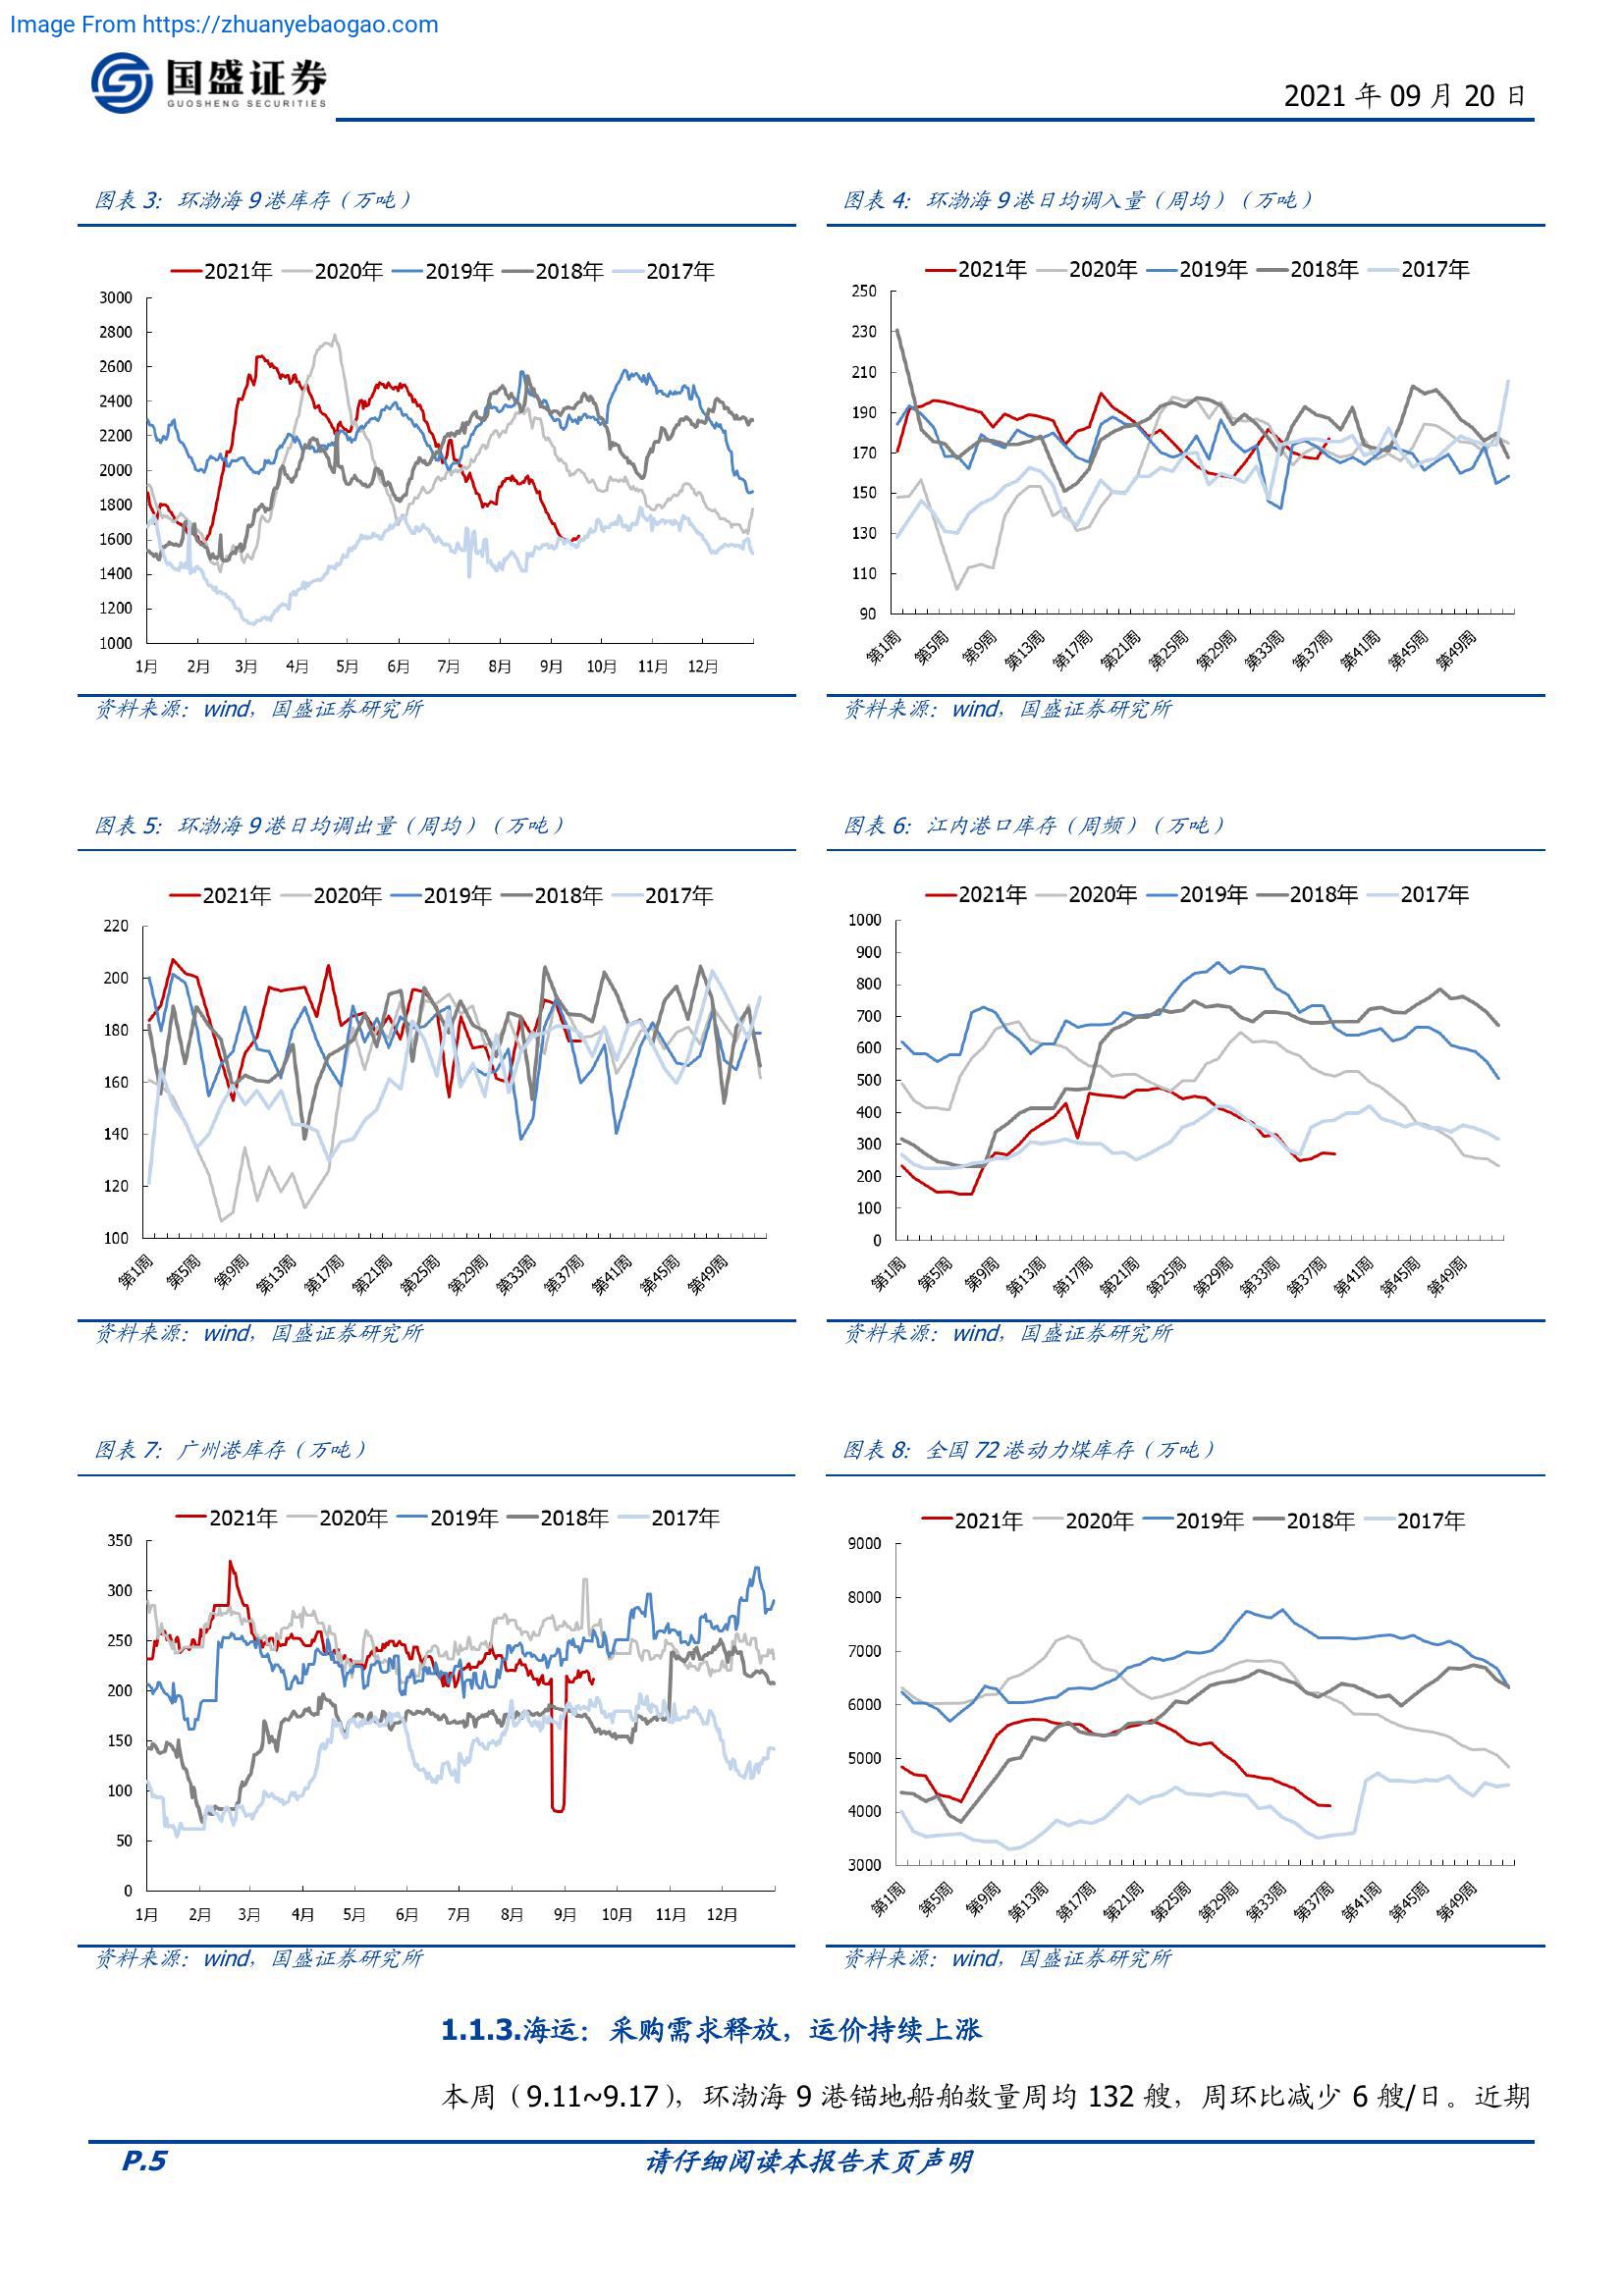 Image From https://zhuanyebaogao.com
国盛证券
GUOSHENG SECURITIES
2021 年 09 月 20 日
图表 3：环渤海 9 港库存（万吨）
2021年 2020年 2019年 2018年 2017年
3000
2800
2600
2400
2200
2000
1800
1600
1400
1200
1000
1月 2月 3月 4月 5月 6月 7月 8月 9月 10月 11月 12月
资料来源：wind，国盛证券研究所
图表 4：环渤海 9 港日均调入量（周均）（万吨）
2021年 2020年 2019年 2018年 2017年
250
230
210
190
170
150
130
110
90
第1周 第5周 第9周 第13周 第17周 第21周 第25周 第29周 第33周 第37周 第41周 第45周 第49周
资料来源：wind，国盛证券研究所
图表 5：环渤海 9 港日均调出量（周均）（万吨）
2021年 2020年 2019年 2018年 2017年
220
200
180
160
140
120
100
第1周 第5周 第9周 第13周 第17周 第21周 第25周 第29周 第33周 第37周 第41周 第45周 第49周
资料来源：wind，国盛证券研究所
图表 6：江内港口库存（周频）（万吨）
2021年 2020年 2019年 2018年 2017年
1000
900
800
700
600
500
400
300
200
100
0
第1周 第5周 第9周 第13周 第17周 第21周 第25周 第29周 第33周 第37周 第41周 第45周 第49周
资料来源：wind，国盛证券研究所
图表 7：广州港库存（万吨）
2021年 2020年 2019年 2018年 2017年
350
300
250
200
150
100
50
0
1月 2月 3月 4月 5月 6月 7月 8月 9月 10月 11月 12月
资料来源：wind，国盛证券研究所
图表 8：全国 72 港动力煤库存（万吨）
2021年 2020年 2019年 2018年 2017年
9000
8000
7000
6000
5000
4000
3000
第1周 第5周 第9周 第13周 第17周 第21周 第25周 第29周 第33周 第37周 第41周 第45周 第49周
资料来源：wind，国盛证券研究所
1.1.3.海运：采购需求释放，运价持续上涨
本周（9.11~9.17），环渤海 9 港锚地船舶数量周均 132 艘，周环比减少 6 艘/日。近期
P.5
请仔细阅读本报告末页声明